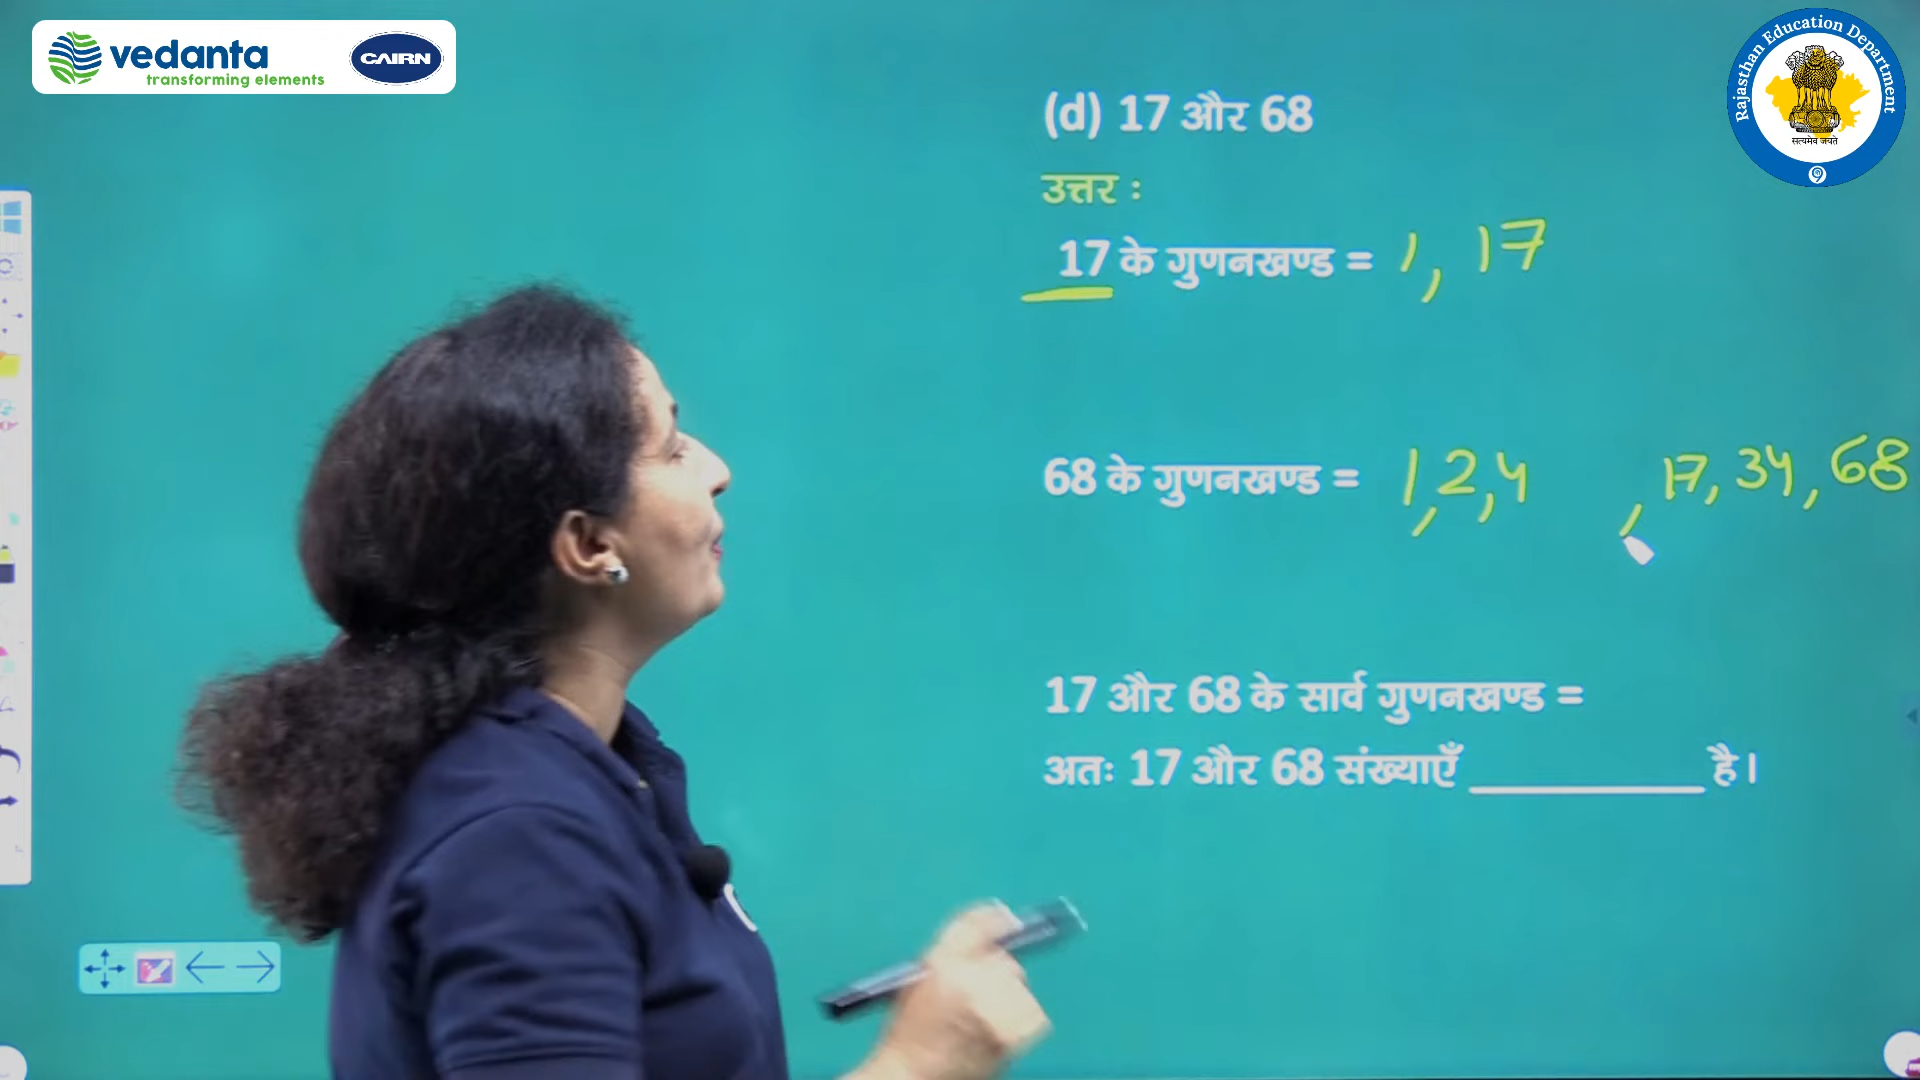 vedanta
transforming elements
CAIRN
Rajasthan Education Department
सत्यमेव जयते
(d) 17 और 68
उत्तर :
17 के गुणनखण्ड = 1, 17
68 के गुणनखण्ड = 1,2,4 , 17, 34, 68
17 और 68 के सार्व गुणनखण्ड =
अतः 17 और 68 संख्याएँ __________ है।